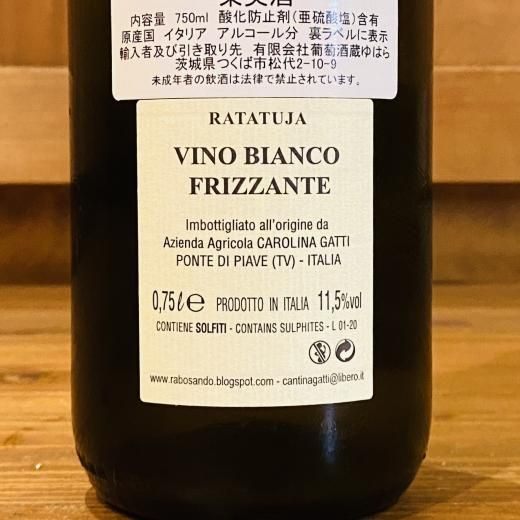 果実酒
内容量 750ml 酸化防止剤(亜硫酸塩)含有
原産国 イタリア アルコール分 裏ラベルに表示
輸入者及び引き取り先 有限会社葡萄酒蔵ゆはら
茨城県つくば市松代2-10-9
未成年者の飲酒は法律で禁止されています。
RATATUJA
VINO BIANCO
FRIZZANTE
Imbottigliato all'origine da
Azienda Agricola CAROLINA GATTI
PONTE DI PIAVE (TV) - ITALIA
0,75ℓ ℮ PRODOTTO IN ITALIA 11,5%vol
CONTIENE SOLFITI - CONTAINS SULPHITES - L 01-20
www.rabosando.blogspot.com - cantinagatti@libero.it